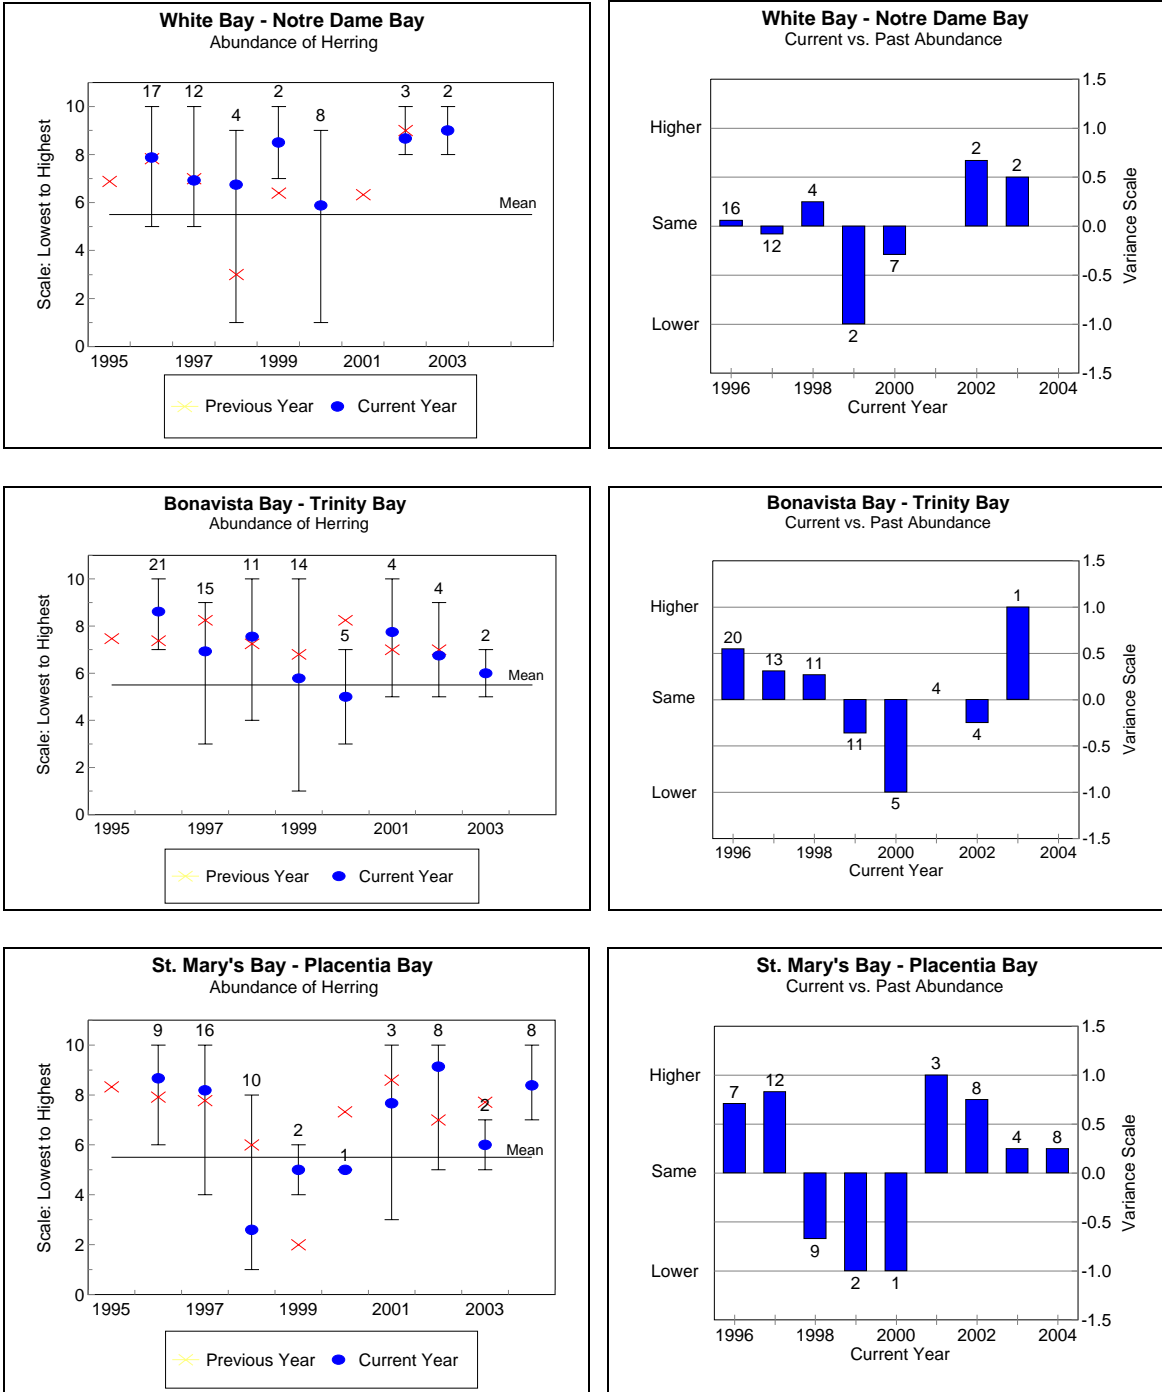 White Bay - Notre Dame Bay
Abundance of Herring
Scale: Lowest to Highest
10
8
6
4
2
0
17 12 4 2 8 3 2
Mean
1995 1997 1999 2001 2003
Previous Year Current Year
White Bay - Notre Dame Bay
Current vs. Past Abundance
Higher
Same
Lower
16 12 4 2 7 2 2
1.5
1.0
0.5
0.0
-0.5
-1.0
-1.5
Variance Scale
1996 1998 2000 2002 2004
Current Year
Bonavista Bay - Trinity Bay
Abundance of Herring
Scale: Lowest to Highest
10
8
6
4
2
0
21 15 11 14 5 4 4 2
Mean
1995 1997 1999 2001 2003
Previous Year Current Year
Bonavista Bay - Trinity Bay
Current vs. Past Abundance
Higher
Same
Lower
20 13 11 11 5 4 4 1
1.5
1.0
0.5
0.0
-0.5
-1.0
-1.5
Variance Scale
1996 1998 2000 2002 2004
Current Year
St. Mary's Bay - Placentia Bay
Abundance of Herring
Scale: Lowest to Highest
10
8
6
4
2
0
9 16 10 2 1 3 8 2 8
Mean
1995 1997 1999 2001 2003
Previous Year Current Year
St. Mary's Bay - Placentia Bay
Current vs. Past Abundance
Higher
Same
Lower
7 12 9 2 1 3 8 4 8
1.5
1.0
0.5
0.0
-0.5
-1.0
-1.5
Variance Scale
1996 1998 2000 2002 2004
Current Year